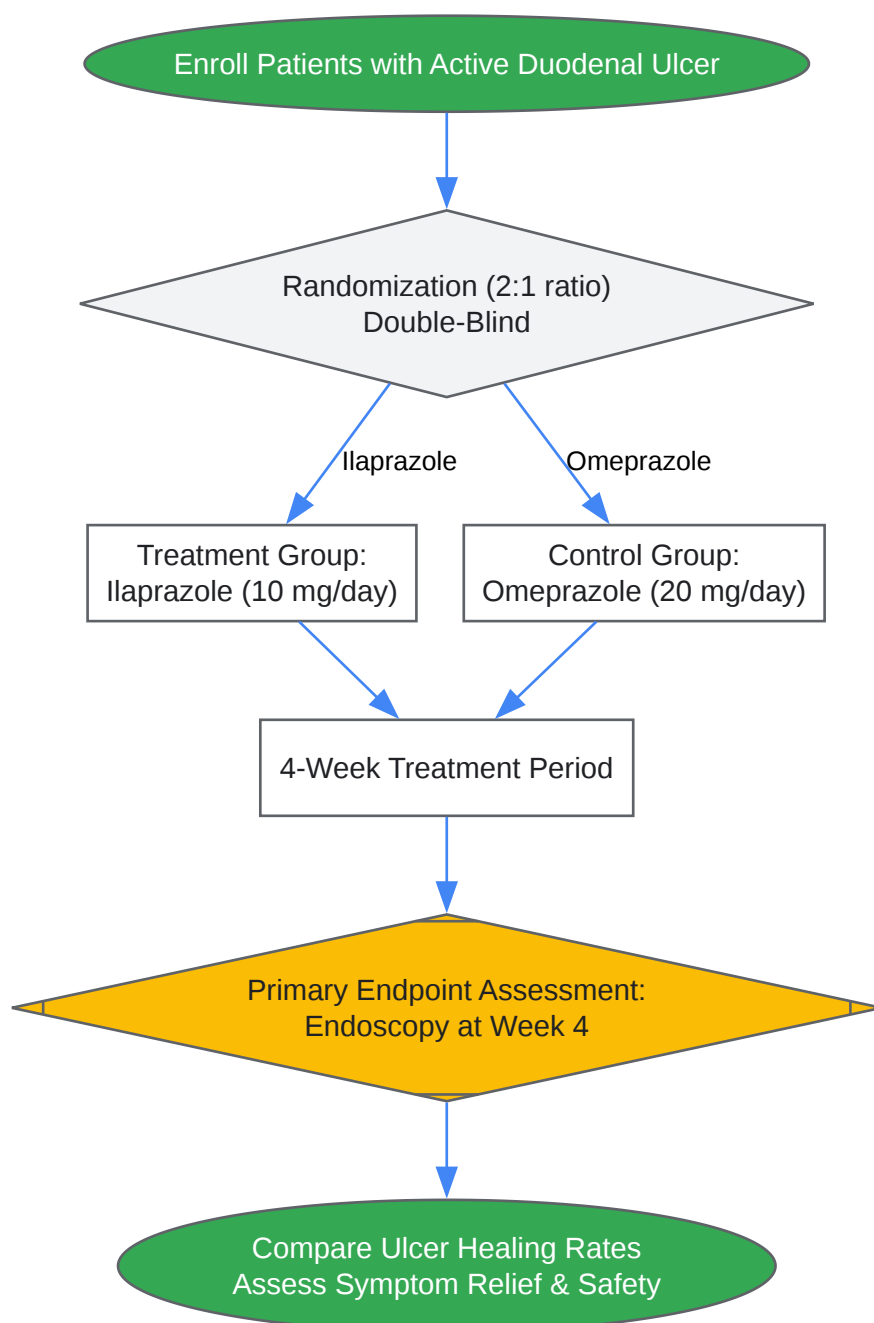 Enroll Patients with Active Duodenal Ulcer
Randomization (2:1 ratio)
Double-Blind
Ilaprazole
Omeprazole
Treatment Group:
Ilaprazole (10 mg/day)
Control Group:
Omeprazole (20 mg/day)
4-Week Treatment Period
Primary Endpoint Assessment:
Endoscopy at Week 4
Compare Ulcer Healing Rates
Assess Symptom Relief & Safety